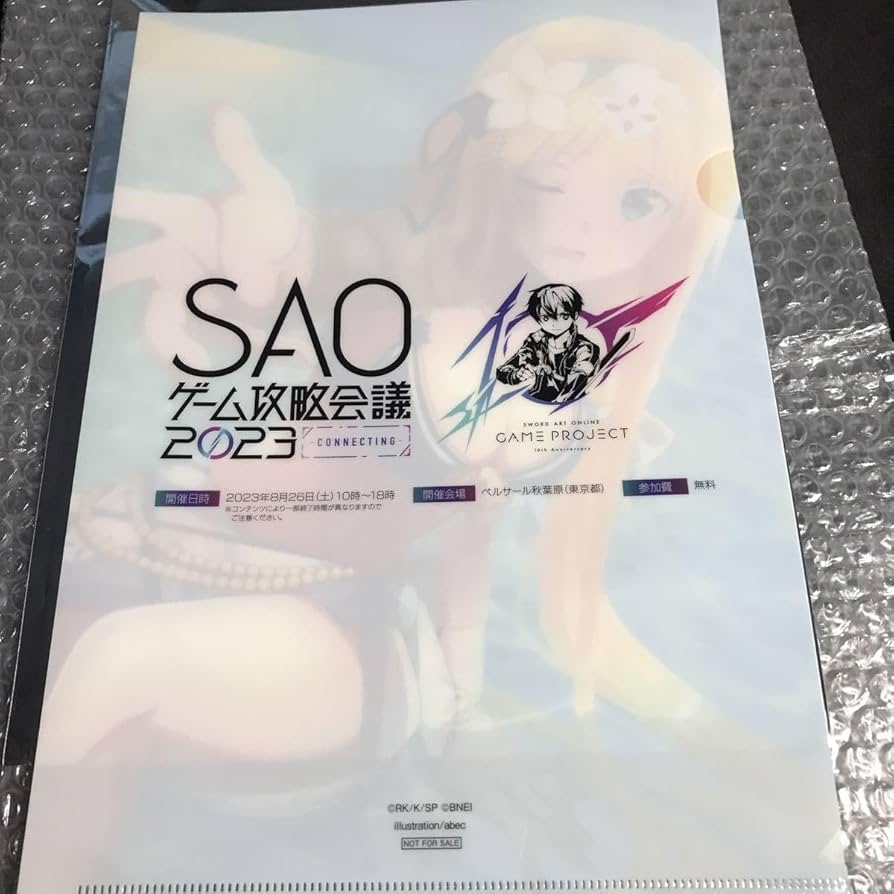 SAO
ゲーム攻略会議
2023 -CONNECTING-
SWORD ART ONLINE
GAME PROJECT
10th Anniversary
開催日時 2023年8月26日(土)10時〜18時
※コンテンツにより一部終了時間が異なりますので
ご注意ください。
開催会場 ベルサール秋葉原(東京都)
参加費 無料
©RK/K/SP ©BNEI
illustration/abec
NOT FOR SALE